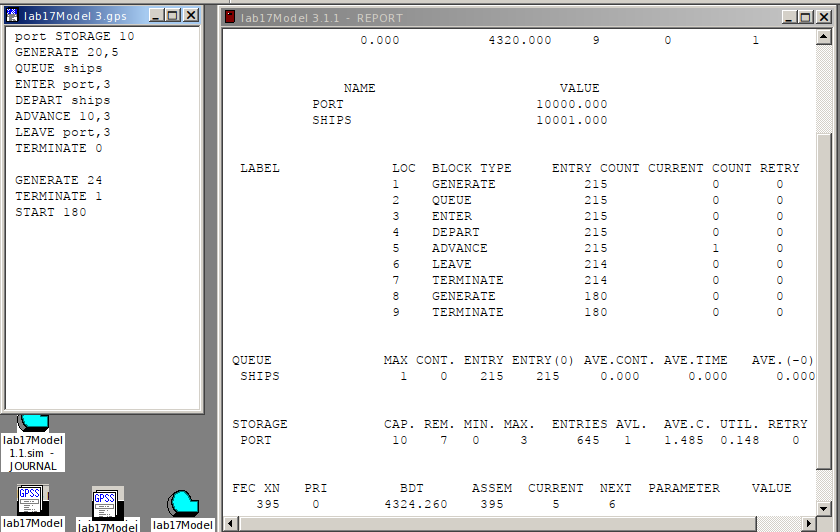 lab17Model 3.gps
port STORAGE 10
GENERATE 20,5
QUEUE ships
ENTER port,3
DEPART ships
ADVANCE 10,3
LEAVE port,3
TERMINATE 0
GENERATE 24
TERMINATE 1
START 180
lab17Model
1.1.sim -
JOURNAL
GPSS
lab17Model
GPSS
lab17Model
lab17Model
lab17Model 3.1.1 - REPORT
0.000 4320.000 9 0 1
NAME VALUE
PORT 10000.000
SHIPS 10001.000
LABEL LOC BLOCK TYPE ENTRY COUNT CURRENT COUNT RETRY
1 GENERATE 215 0 0
2 QUEUE 215 0 0
3 ENTER 215 0 0
4 DEPART 215 0 0
5 ADVANCE 215 1 0
6 LEAVE 214 0 0
7 TERMINATE 214 0 0
8 GENERATE 180 0 0
9 TERMINATE 180 0 0
QUEUE MAX CONT. ENTRY ENTRY(0) AVE.CONT. AVE.TIME AVE.(-0)
SHIPS 1 0 215 215 0.000 0.000 0.000
STORAGE CAP. REM. MIN. MAX. ENTRIES AVL. AVE.C. UTIL. RETRY
PORT 10 7 0 3 645 1 1.485 0.148 0
FEC XN PRI BDT ASSEM CURRENT NEXT PARAMETER VALUE
395 0 4324.260 395 5 6